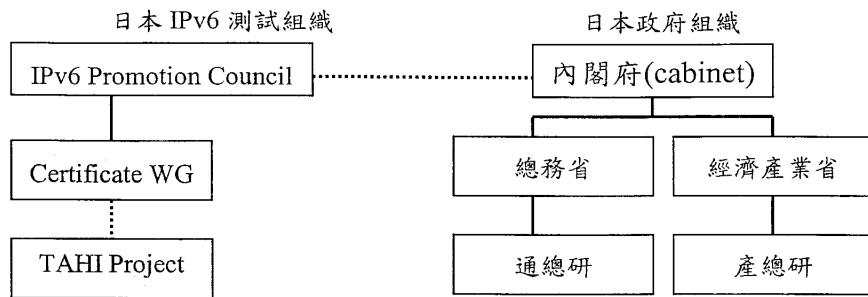 日本 IPv6 測試組織
日本政府組織
IPv6 Promotion Council
內閣府(cabinet)
Certificate WG
總務省
經濟產業省
TAHI Project
通總研
產總研